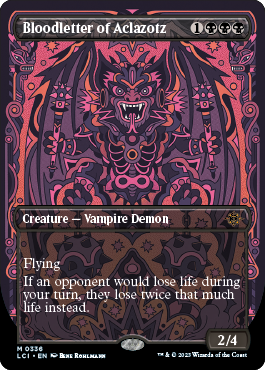 Bloodletter of Aclazotz 1
Creature — Vampire Demon
Flying
If an opponent would lose life during
your turn, they lose twice that much
life instead.
2/4
M 0336
LCI • EN Bene Rohlmann
™ & © 2023 Wizards of the Coast